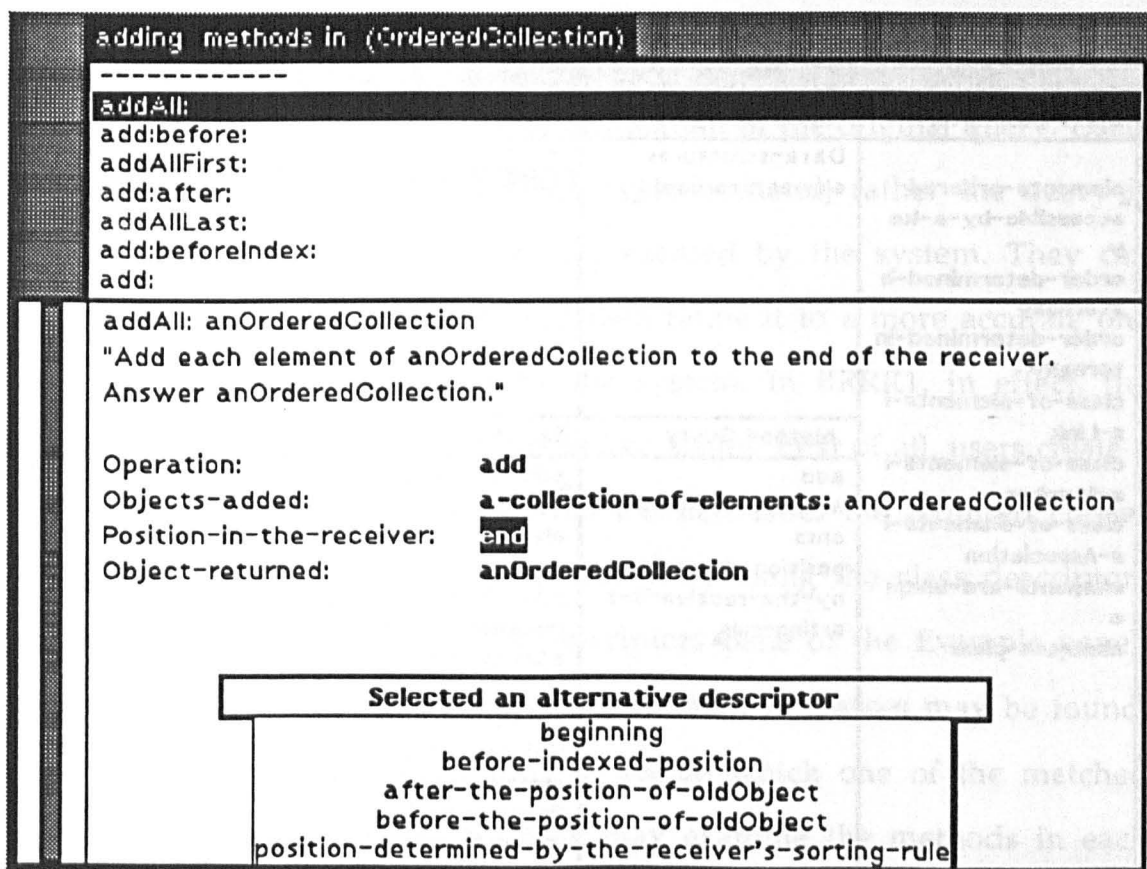 adding methods in (OrderedCollection)
------------
addAll:
add:before:
addAllFirst:
add:after:
addAllLast:
add:beforeIndex:
add:
addAll: anOrderedCollection
"Add each element of anOrderedCollection to the end of the receiver.
Answer anOrderedCollection."
Operation: add
Objects-added: a-collection-of-elements: anOrderedCollection
Position-in-the-receiver: end
Object-returned: anOrderedCollection
Selected an alternative descriptor
beginning
before-indexed-position
after-the-position-of-oldObject
before-the-position-of-oldObject
position-determined-by-the-receiver's-sorting-rule